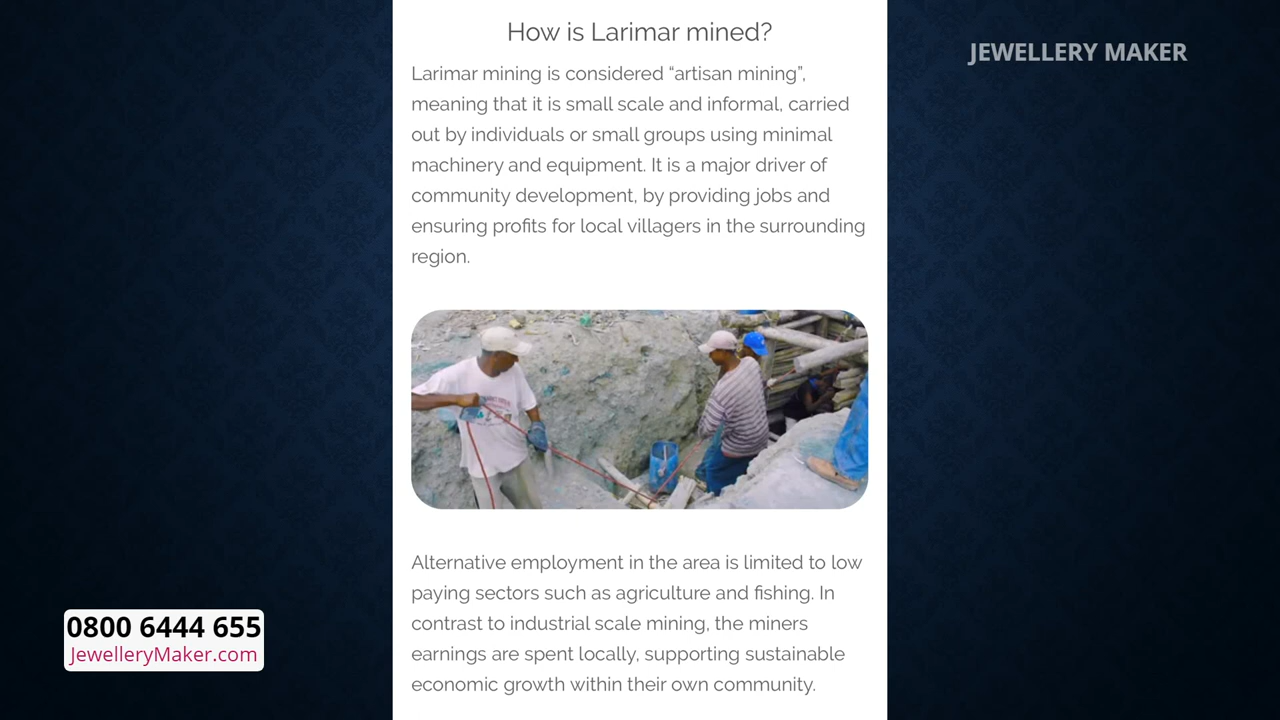 How is Larimar mined?
JEWELLERY MAKER
Larimar mining is considered “artisan mining”,
meaning that it is small scale and informal, carried
out by individuals or small groups using minimal
machinery and equipment. It is a major driver of
community development, by providing jobs and
ensuring profits for local villagers in the surrounding
region.
Alternative employment in the area is limited to low
paying sectors such as agriculture and fishing. In
contrast to industrial scale mining, the miners
earnings are spent locally, supporting sustainable
economic growth within their own community.
0800 6444 655
JewelleryMaker.com